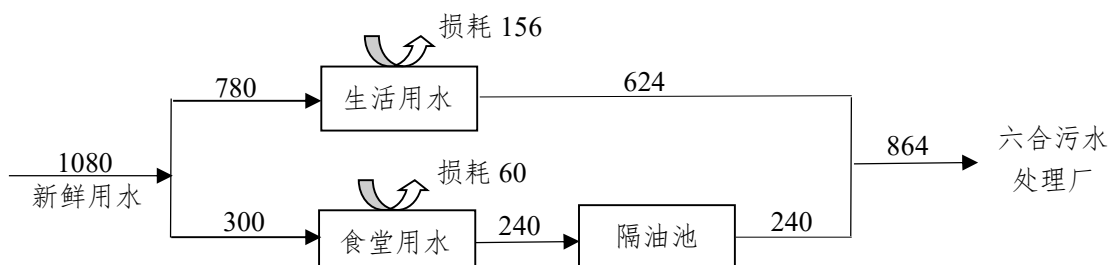 损耗 156
780
生活用水
624
1080
新鲜用水
864
六合污水
处理厂
损耗 60
300
食堂用水
240
隔油池
240